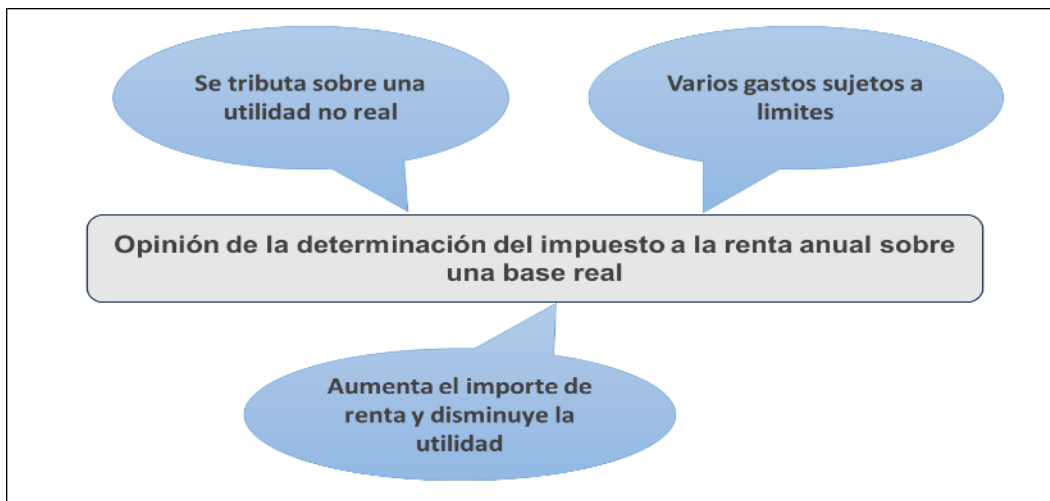 Se tributa sobre una
utilidad no real
Varios gastos sujetos a
limites
Opinión de la determinación del impuesto a la renta anual sobre
una base real
Aumenta el importe de
renta y disminuye la
utilidad